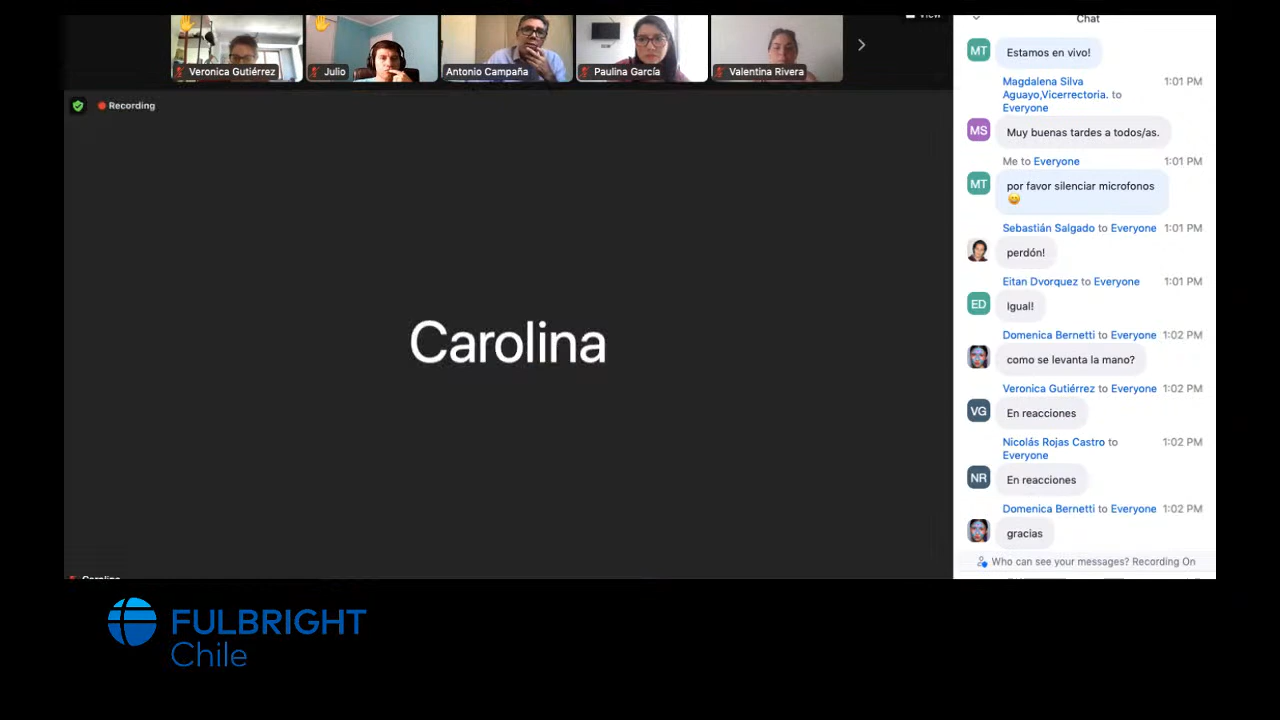 View
Veronica Gutiérrez
Julio
Antonio Campaña
Paulina García
Valentina Rivera
Recording
Carolina
Carolina
Chat
MT
Estamos en vivo!
Magdalena Silva
Aguayo,Vicerrectoria. to
Everyone
1:01 PM
MS
Muy buenas tardes a todos/as.
Me to Everyone 1:01 PM
MT
por favor silenciar microfonos
😄
Sebastián Salgado to Everyone 1:01 PM
perdón!
Eitan Dvorquez to Everyone 1:01 PM
ED
Igual!
Domenica Bernetti to Everyone 1:02 PM
como se levanta la mano?
Veronica Gutiérrez to Everyone 1:02 PM
VG
En reacciones
Nicolás Rojas Castro to
Everyone
1:02 PM
NR
En reacciones
Domenica Bernetti to Everyone 1:02 PM
gracias
Who can see your messages? Recording On
FULBRIGHT
Chile